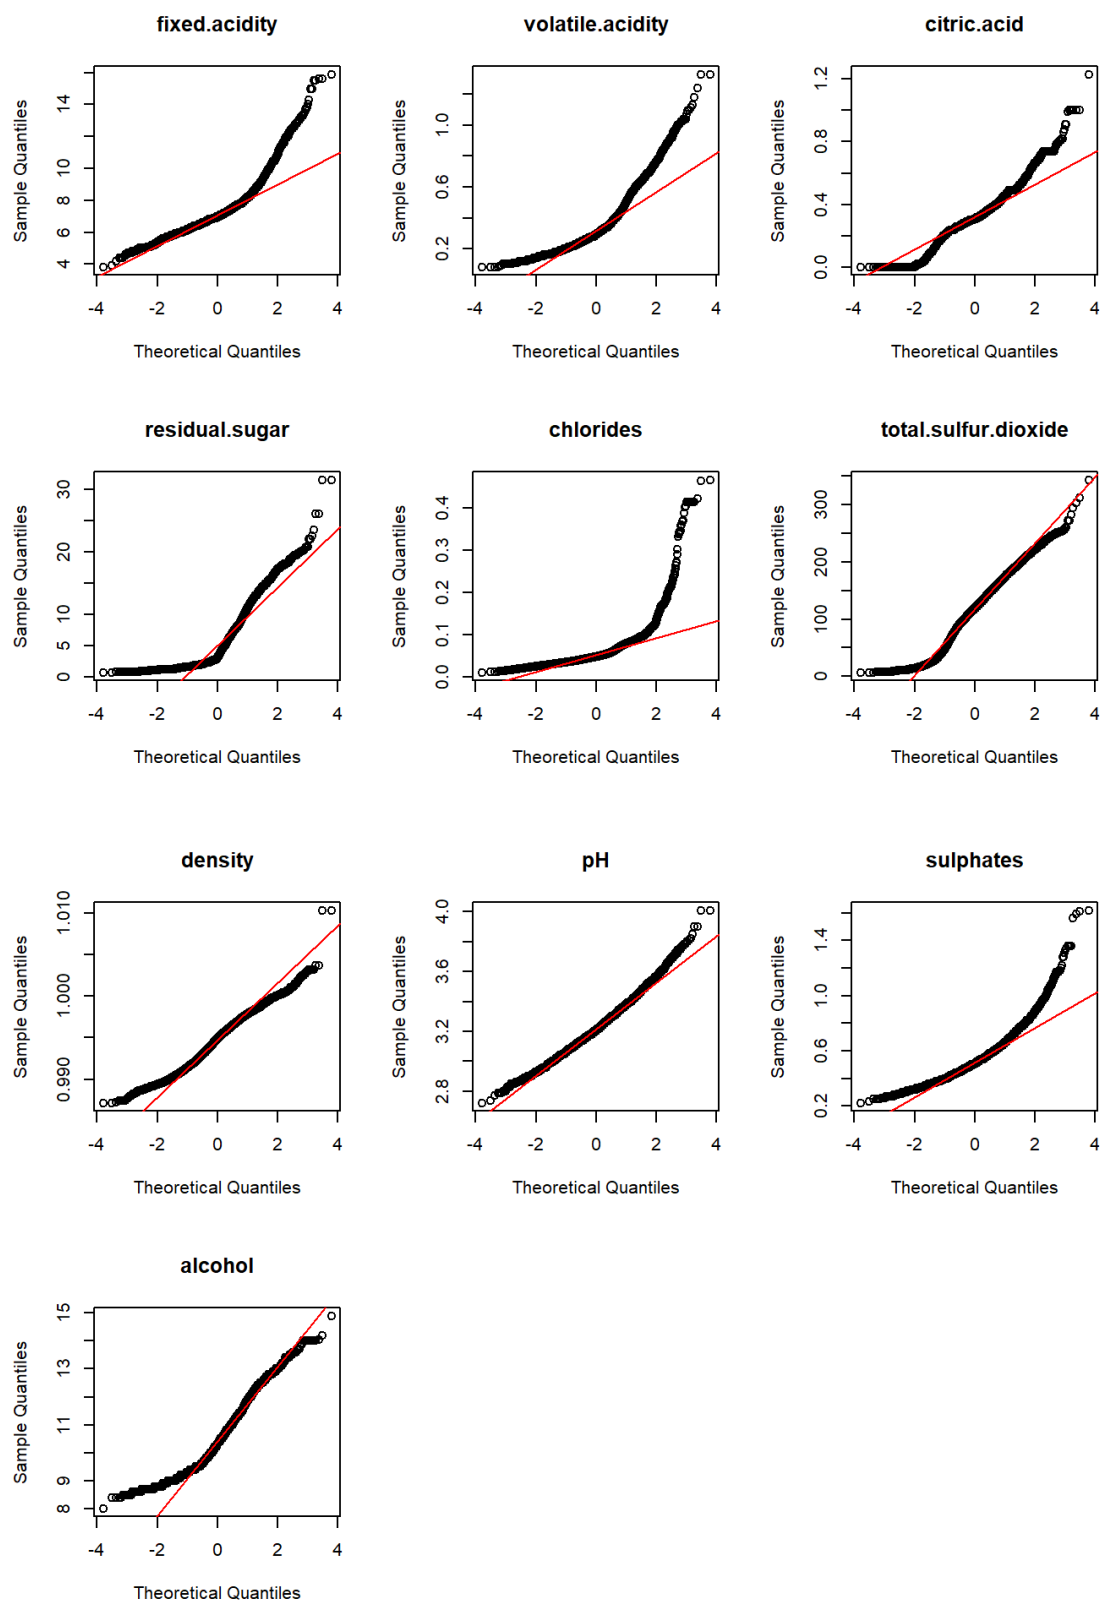 fixed.acidity
Sample Quantiles
4 6 8 10 14
-4 -2 0 2 4
Theoretical Quantiles
volatile.acidity
Sample Quantiles
0.2 0.6 1.0
-4 -2 0 2 4
Theoretical Quantiles
citric.acid
Sample Quantiles
0.0 0.4 0.8 1.2
-4 -2 0 2 4
Theoretical Quantiles
residual.sugar
Sample Quantiles
0 5 10 20 30
-4 -2 0 2 4
Theoretical Quantiles
chlorides
Sample Quantiles
0.0 0.1 0.2 0.3 0.4
-4 -2 0 2 4
Theoretical Quantiles
total.sulfur.dioxide
Sample Quantiles
0 100 200 300
-4 -2 0 2 4
Theoretical Quantiles
density
Sample Quantiles
0.990 1.000 1.010
-4 -2 0 2 4
Theoretical Quantiles
pH
Sample Quantiles
2.8 3.2 3.6 4.0
-4 -2 0 2 4
Theoretical Quantiles
sulphates
Sample Quantiles
0.2 0.6 1.0 1.4
-4 -2 0 2 4
Theoretical Quantiles
alcohol
Sample Quantiles
8 9 11 13 15
-4 -2 0 2 4
Theoretical Quantiles